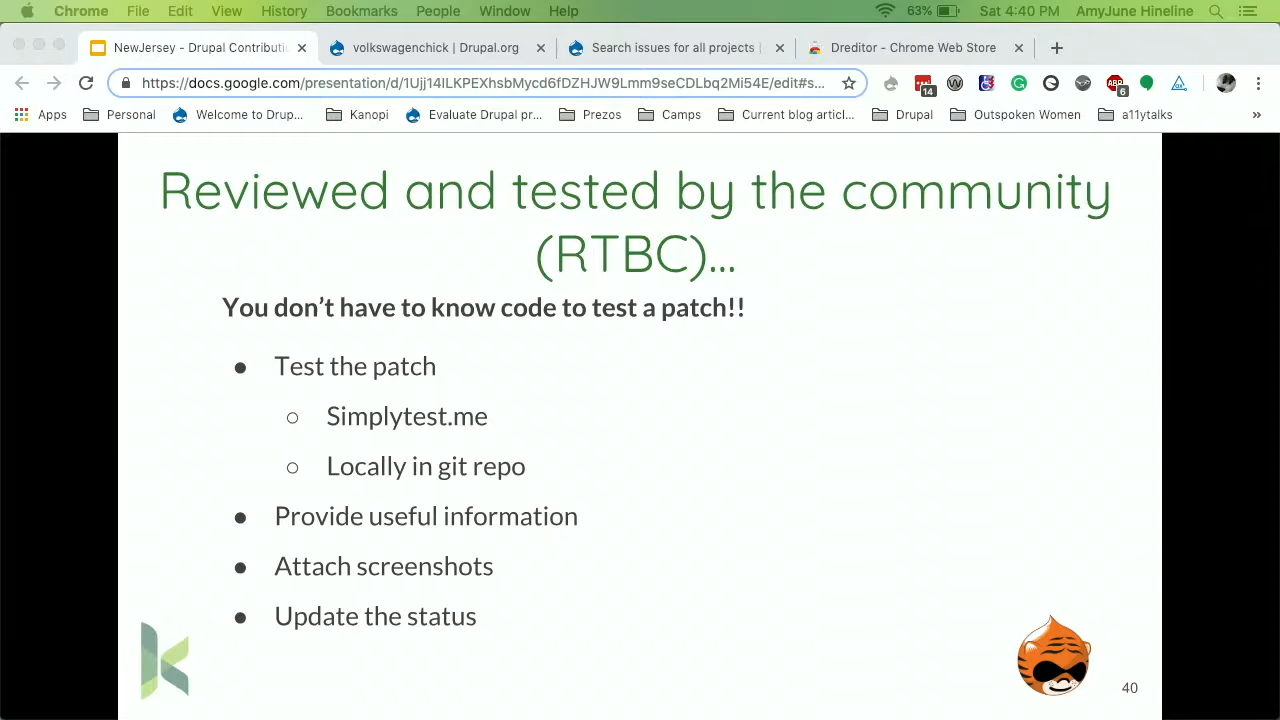 Chrome File Edit View History Bookmarks People Window Help 63% Sat 4:40 PM AmyJune Hineline
NewJersey - Drupal Contributi volkswagenchick | Drupal.org Search issues for all projects | Dreditor - Chrome Web Store
https://docs.google.com/presentation/d/1Ujj14lLKPEXhsbMycd6fDZHJW9Lmm9seCDLbq2Mi54E/edit#s... 14 ABP 6
Apps Personal Welcome to Drup... Kanopi Evaluate Drupal pr... Prezos Camps Current blog articl... Drupal Outspoken Women a11ytalks »
Reviewed and tested by the community
(RTBC)...
You don't have to know code to test a patch!!
● Test the patch
○ Simplytest.me
○ Locally in git repo
● Provide useful information
● Attach screenshots
● Update the status
40